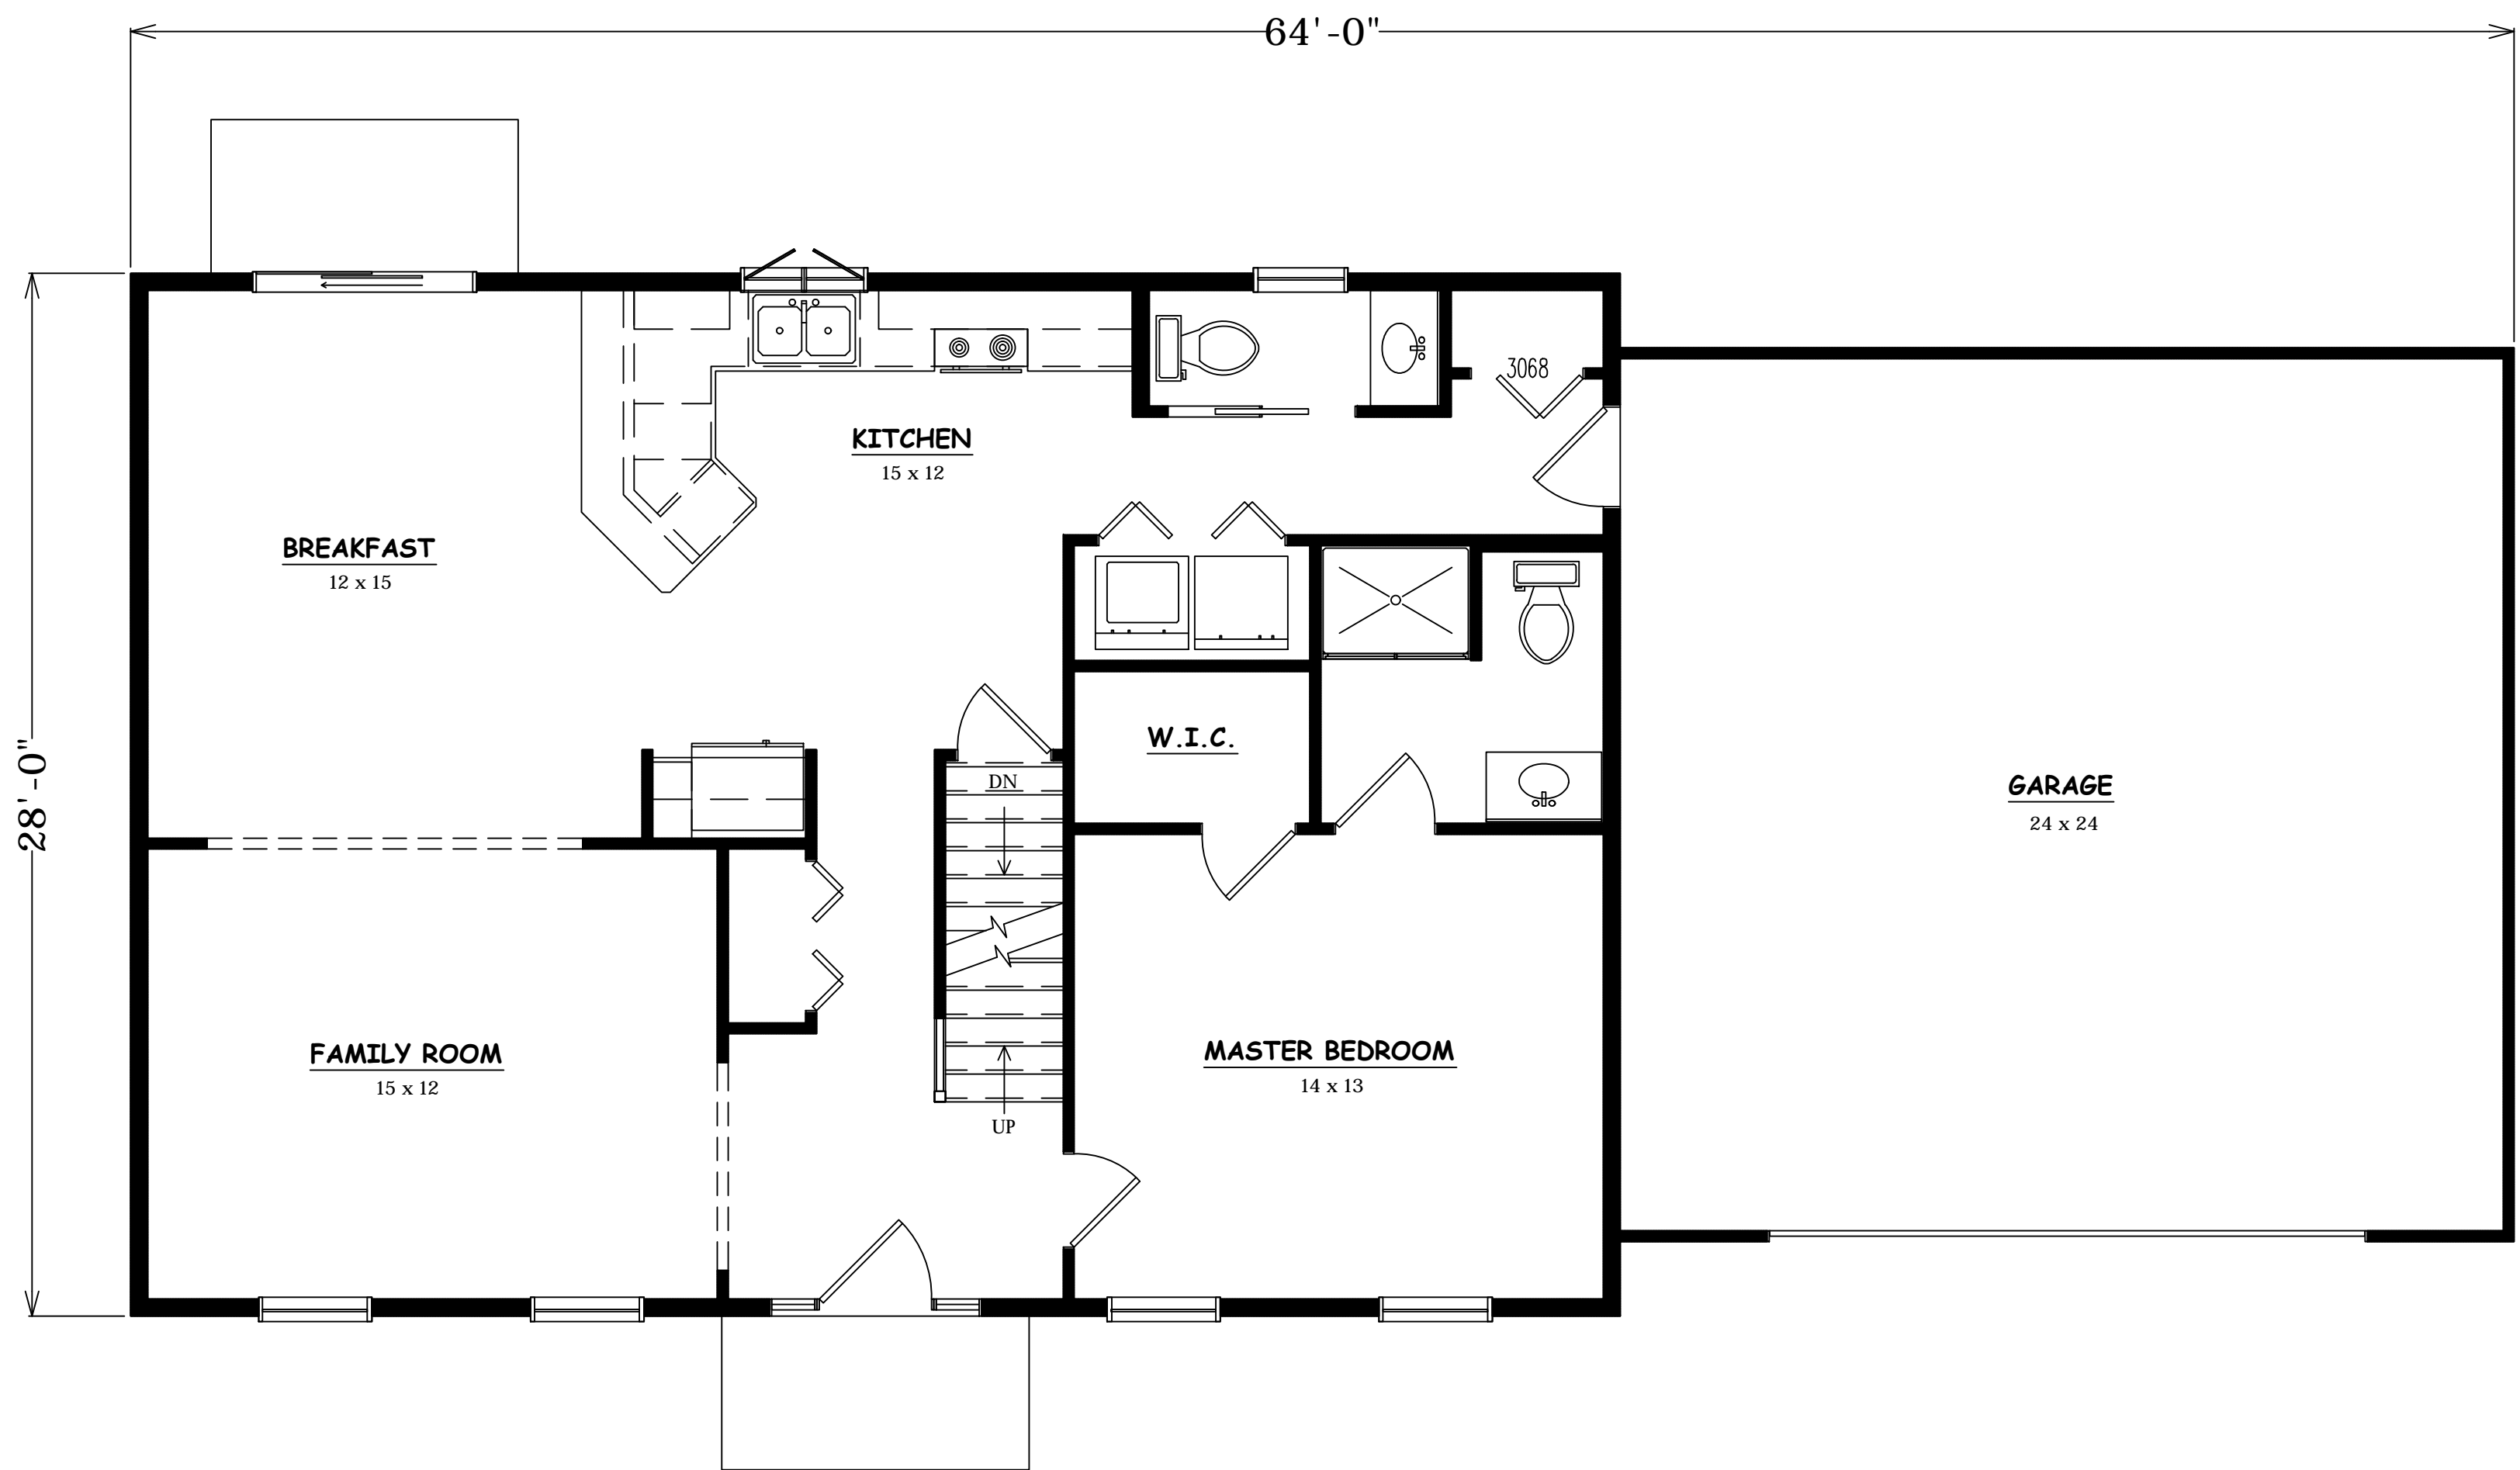 64'-0"
3068
KITCHEN
15 x 12
BREAKFAST
12 x 15
W.I.C.
DN
28'-0"
GARAGE
24 x 24
FAMILY ROOM
15 x 12
MASTER BEDROOM
14 x 13
UP